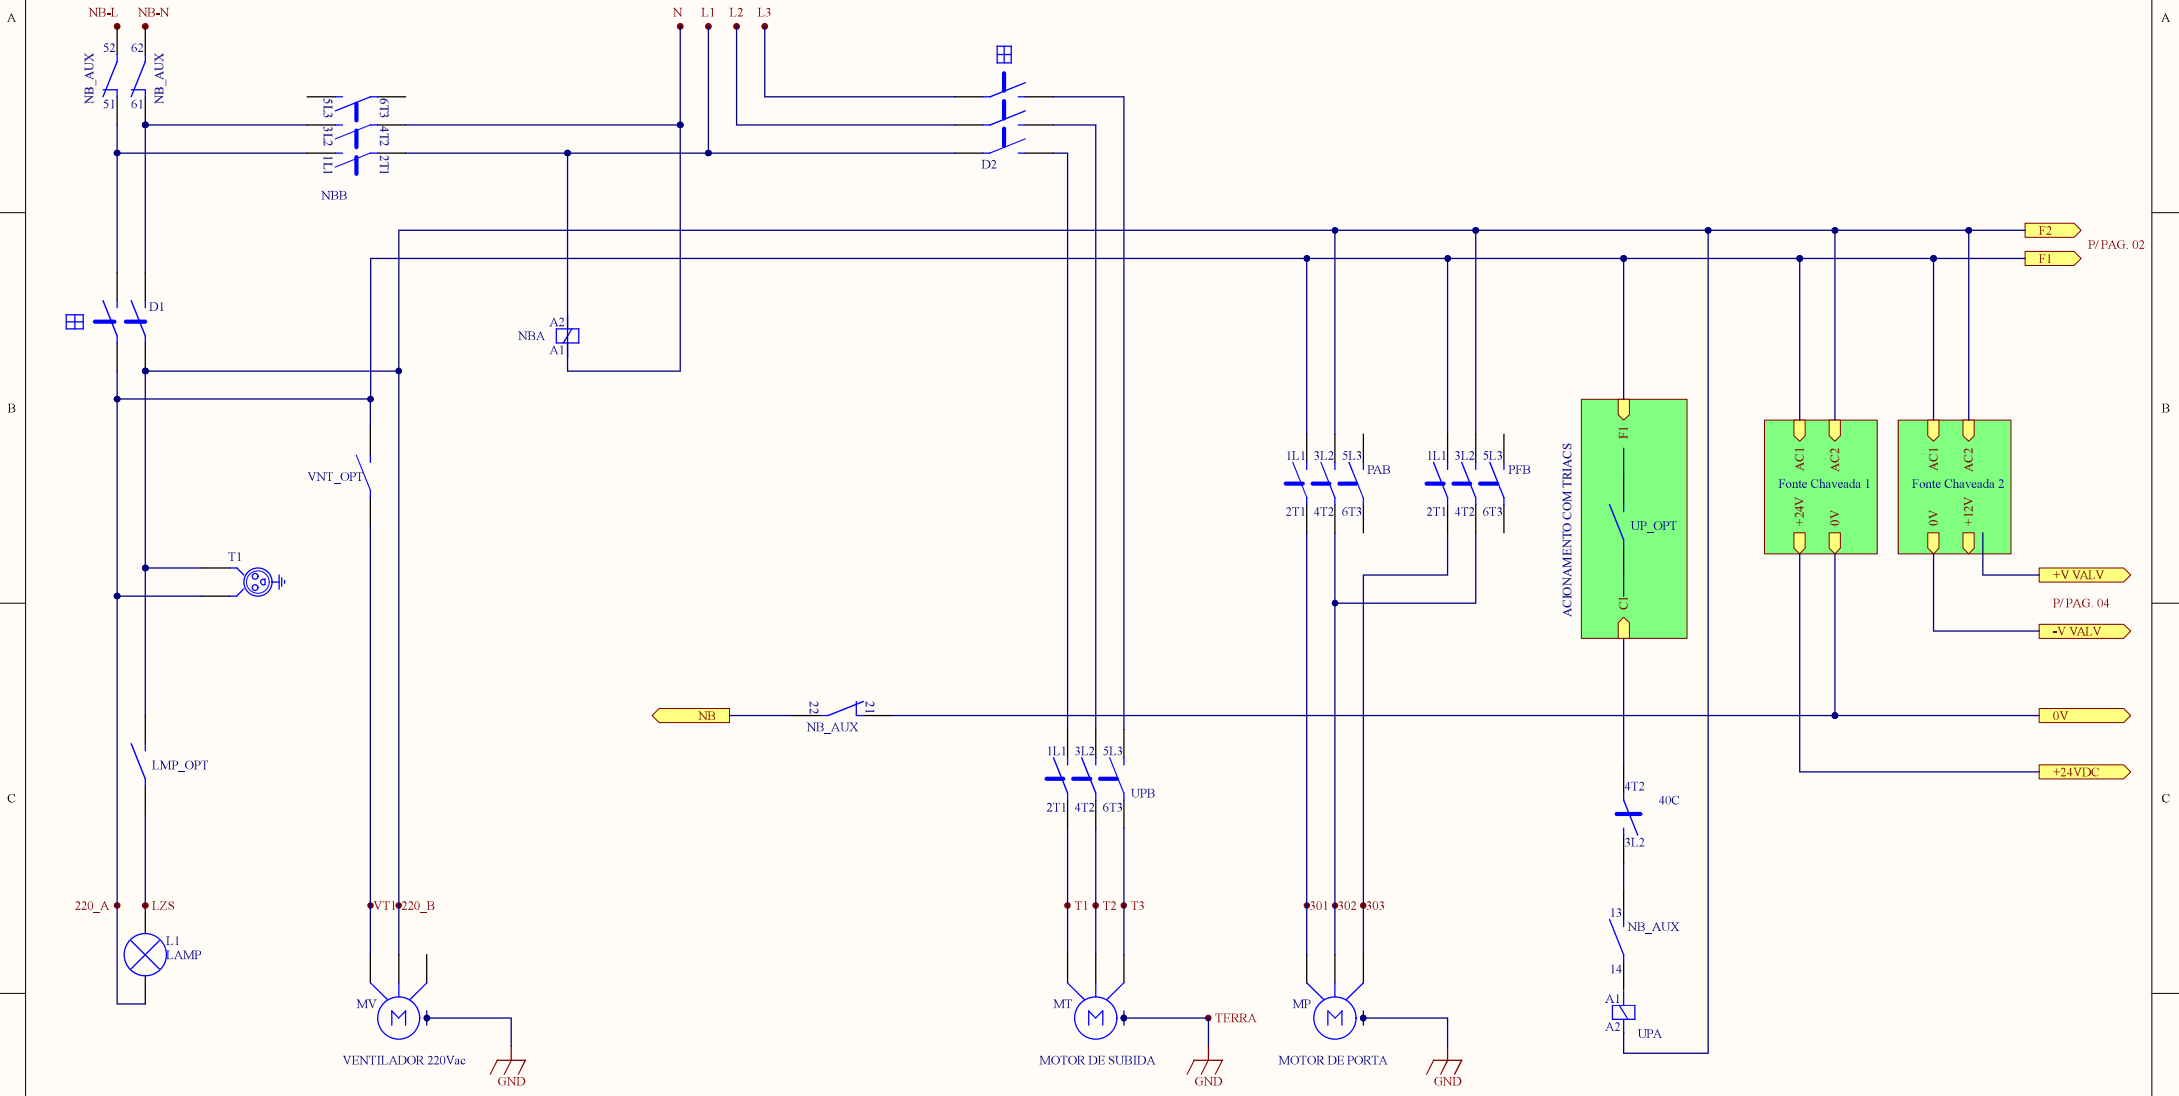 A
NB-L
NB-N
N
L1
L2
L3
A
52
62
NB_AUX
NB_AUX
51
61
5L3
6T3
3L2
4T2
1L1
2T1
NBB
D2
F2
P/ PAG. 02
F1
D1
A2
NBA
A1
B
B
VNT_OPT
1L1
3L2
5L3
PAB
2T1
4T2
6T3
1L1
3L2
5L3
PFB
2T1
4T2
6T3
ACIONAMENTO COM TRIACS
F1
UP_OPT
C1
AC1
AC2
Fonte Chaveada 1
+24V
0V
AC1
AC2
Fonte Chaveada 2
0V
+12V
T1
+V VALV
P/ PAG. 04
-V VALV
NB
22
21
NB_AUX
0V
LMP_OPT
1L1
3L2
5L3
UPB
2T1
4T2
6T3
+24VDC
C
C
4T2
40C
3L2
220_A
LZS
VT1
220_B
T1
T2
T3
301
302
303
13
NB_AUX
14
L1
LAMP
MV
M
MT
M
TERRA
MP
M
A1
A2
UPA
VENTILADOR 220Vac
GND
MOTOR DE SUBIDA
GND
MOTOR DE PORTA
GND